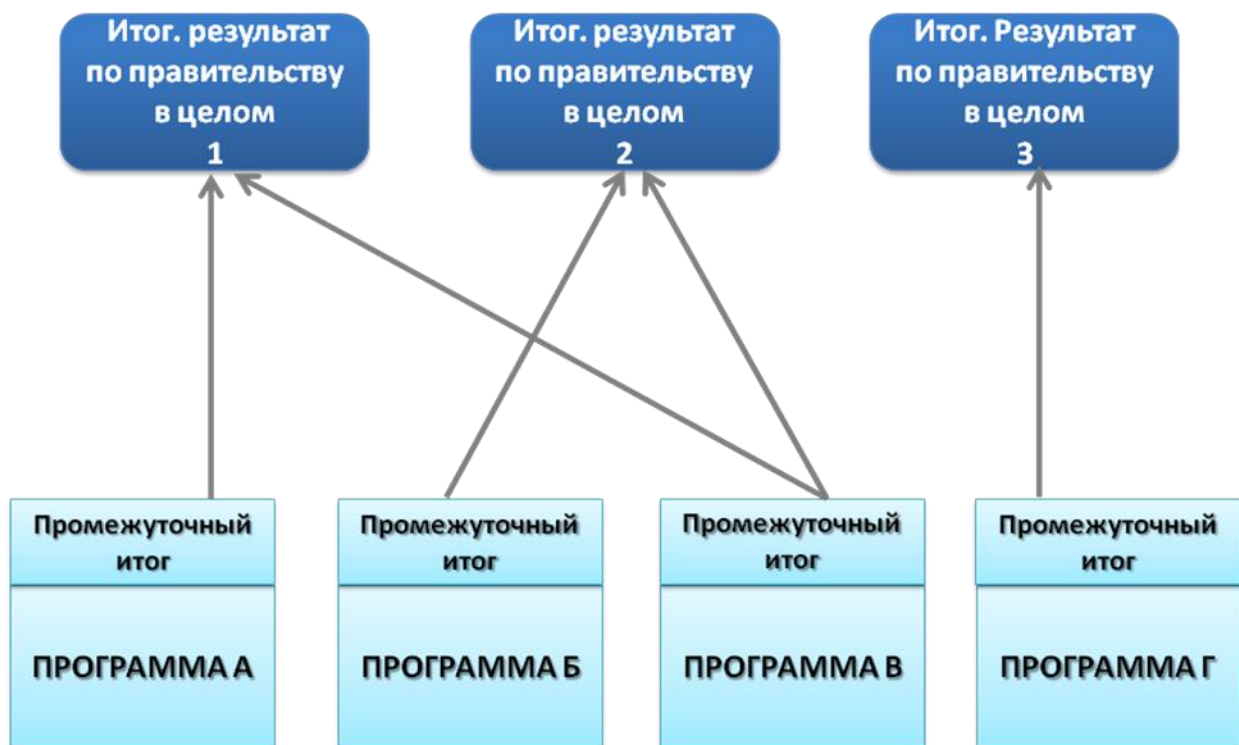 Итог. результат
по правительству
в целом
1
Итог. результат
по правительству
в целом
2
Итог. Результат
по правительству
в целом
3
Промежуточный
итог
ПРОГРАММА А
Промежуточный
итог
ПРОГРАММА Б
Промежуточный
итог
ПРОГРАММА В
Промежуточный
итог
ПРОГРАММА Г